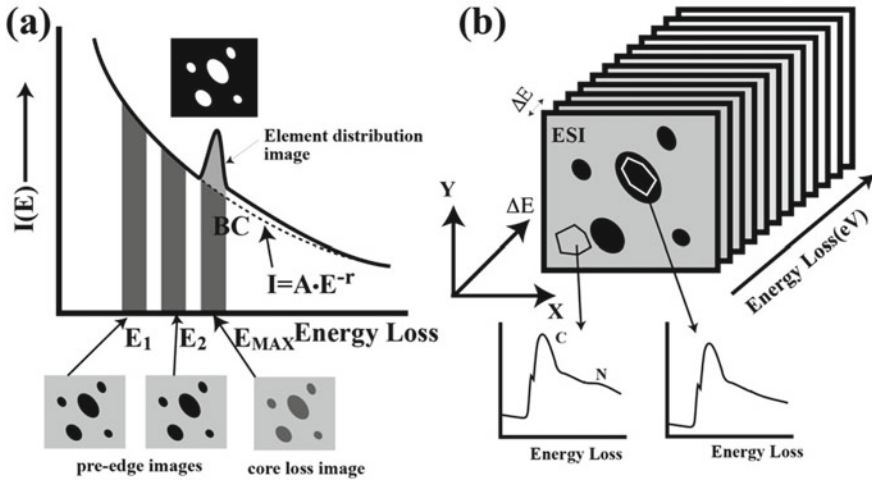 (a)
I(E)
Element distribution
image
BC
I=A·E⁻ʳ
E₁
E₂
E_MAX
Energy Loss
pre-edge images
core loss image
(b)
ΔE
ESI
Y
ΔE
X
Energy Loss(eV)
C
N
Energy Loss
Energy Loss